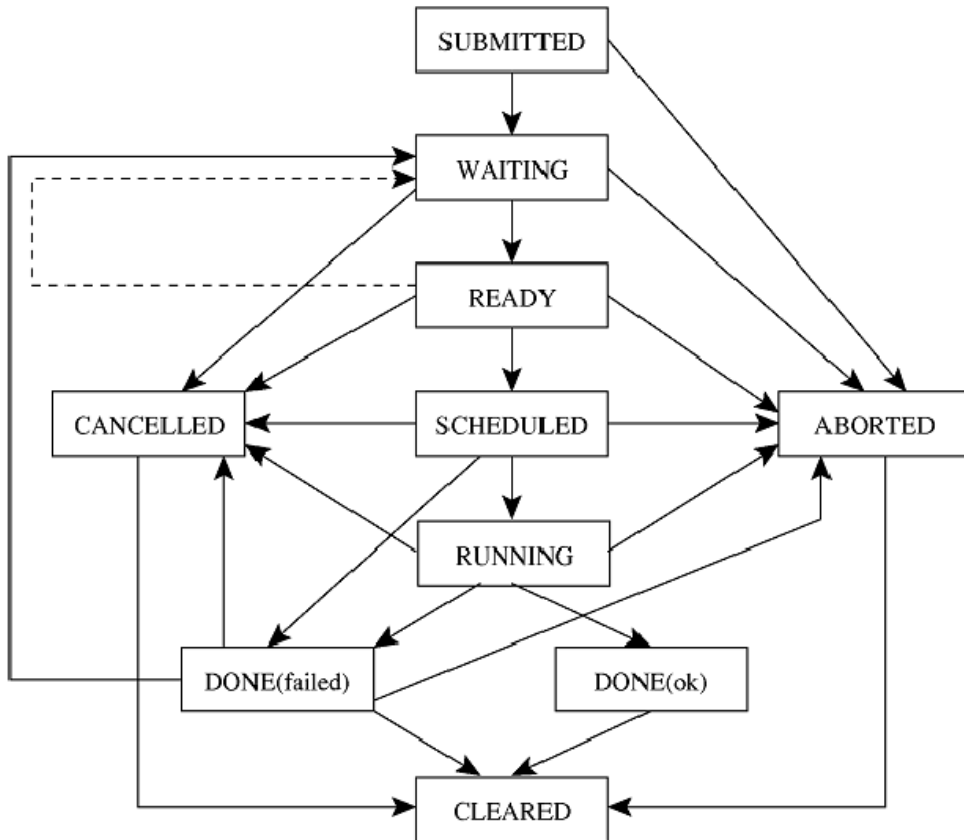 SUBMITTED
WAITING
READY
CANCELLED
SCHEDULED
ABORTED
RUNNING
DONE(failed)
DONE(ok)
CLEARED